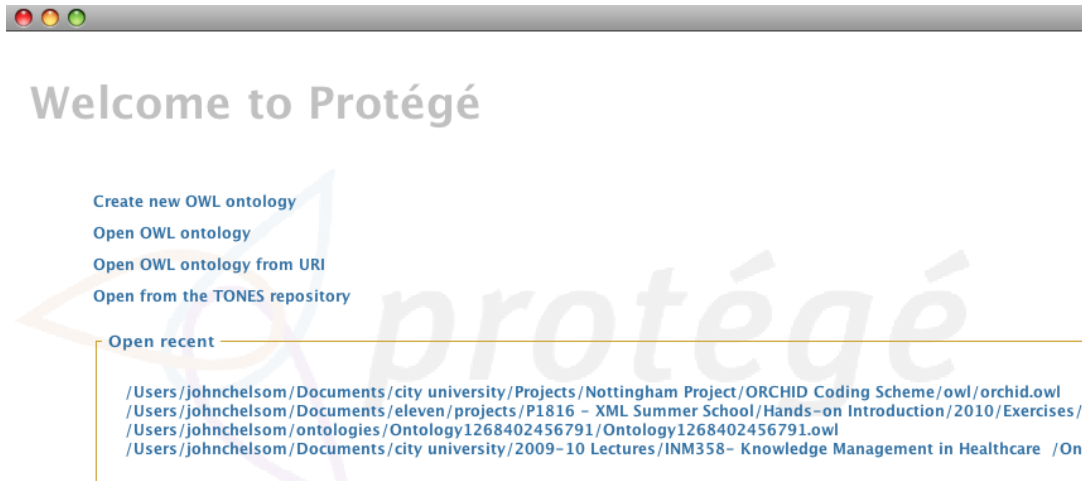 Welcome to Protégé
Create new OWL ontology
Open OWL ontology
Open OWL ontology from URI
Open from the TONES repository
protégé
Open recent
/Users/johnchelsom/Documents/city university/Projects/Nottingham Project/ORCHID Coding Scheme/owl/orchid.owl
/Users/johnchelsom/Documents/eleven/projects/P1816 - XML Summer School/Hands-on Introduction/2010/Exercises/
/Users/johnchelsom/ontologies/Ontology1268402456791/Ontology1268402456791.owl
/Users/johnchelsom/Documents/city university/2009-10 Lectures/INM358- Knowledge Management in Healthcare /On